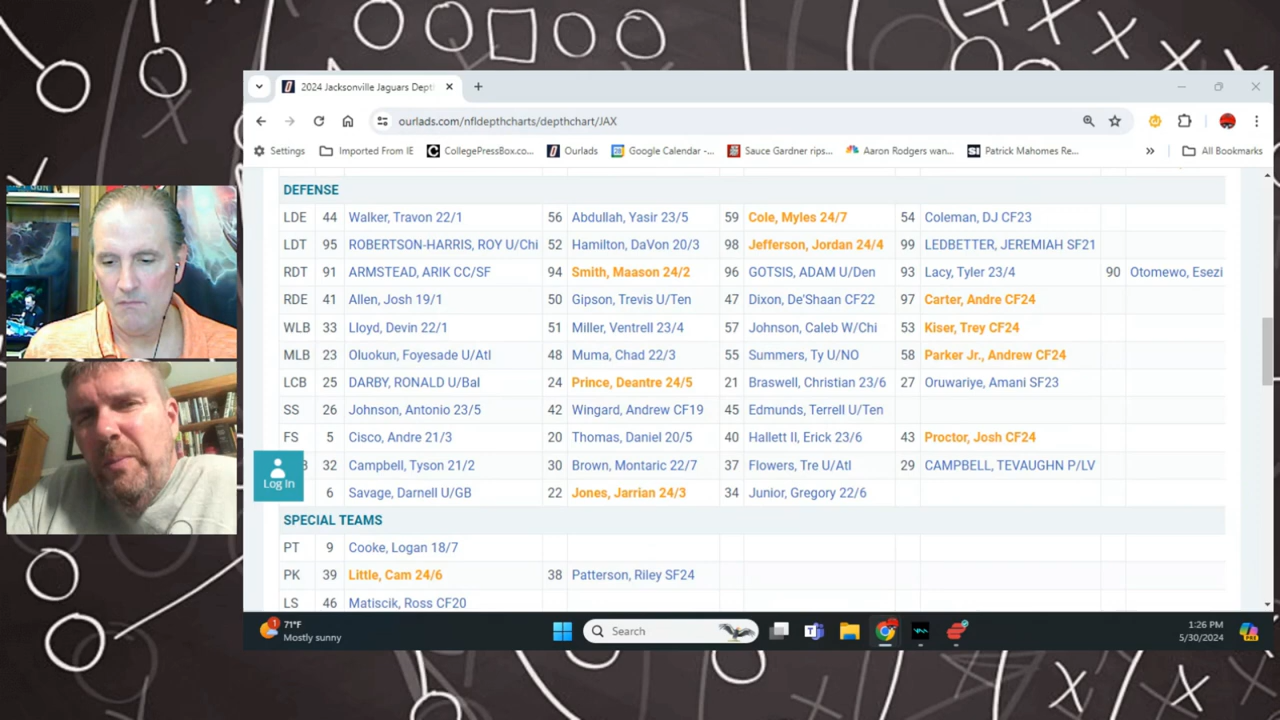 2024 Jacksonville Jaguars Dept
ourlads.com/nfldepthcharts/depthchart/JAX
Settings Imported From IE CollegePressBox.co... Ourlads Google Calendar -... Sauce Gardner rips... Aaron Rodgers wan... Patrick Mahomes Re... » All Bookmarks
DEFENSE
LDE 44 Walker, Travon 22/1 56 Abdullah, Yasir 23/5 59 Cole, Myles 24/7 54 Coleman, DJ CF23
LDT 95 ROBERTSON-HARRIS, ROY U/Chi 52 Hamilton, DaVon 20/3 98 Jefferson, Jordan 24/4 99 LEDBETTER, JEREMIAH SF21
RDT 91 ARMSTEAD, ARIK CC/SF 94 Smith, Maason 24/2 96 GOTSIS, ADAM U/Den 93 Lacy, Tyler 23/4 90 Otomewo, Esezi
RDE 41 Allen, Josh 19/1 50 Gipson, Trevis U/Ten 47 Dixon, De'Shaan CF22 97 Carter, Andre CF24
WLB 33 Lloyd, Devin 22/1 51 Miller, Ventrell 23/4 57 Johnson, Caleb W/Chi 53 Kiser, Trey CF24
MLB 23 Oluokun, Foyesade U/Atl 48 Muma, Chad 22/3 55 Summers, Ty U/NO 58 Parker Jr., Andrew CF24
LCB 25 DARBY, RONALD U/Bal 24 Prince, Deantre 24/5 21 Braswell, Christian 23/6 27 Oruwariye, Amani SF23
SS 26 Johnson, Antonio 23/5 42 Wingard, Andrew CF19 45 Edmunds, Terrell U/Ten
FS 5 Cisco, Andre 21/3 20 Thomas, Daniel 20/5 40 Hallett II, Erick 23/6 43 Proctor, Josh CF24
32 Campbell, Tyson 21/2 30 Brown, Montaric 22/7 37 Flowers, Tre U/Atl 29 CAMPBELL, TEVAUGHN P/LV
Log In
6 Savage, Darnell U/GB 22 Jones, Jarrian 24/3 34 Junior, Gregory 22/6
SPECIAL TEAMS
PT 9 Cooke, Logan 18/7
PK 39 Little, Cam 24/6 38 Patterson, Riley SF24
LS 46 Matiscik, Ross CF20
71°F
Mostly sunny
Search
1:26 PM
5/30/2024